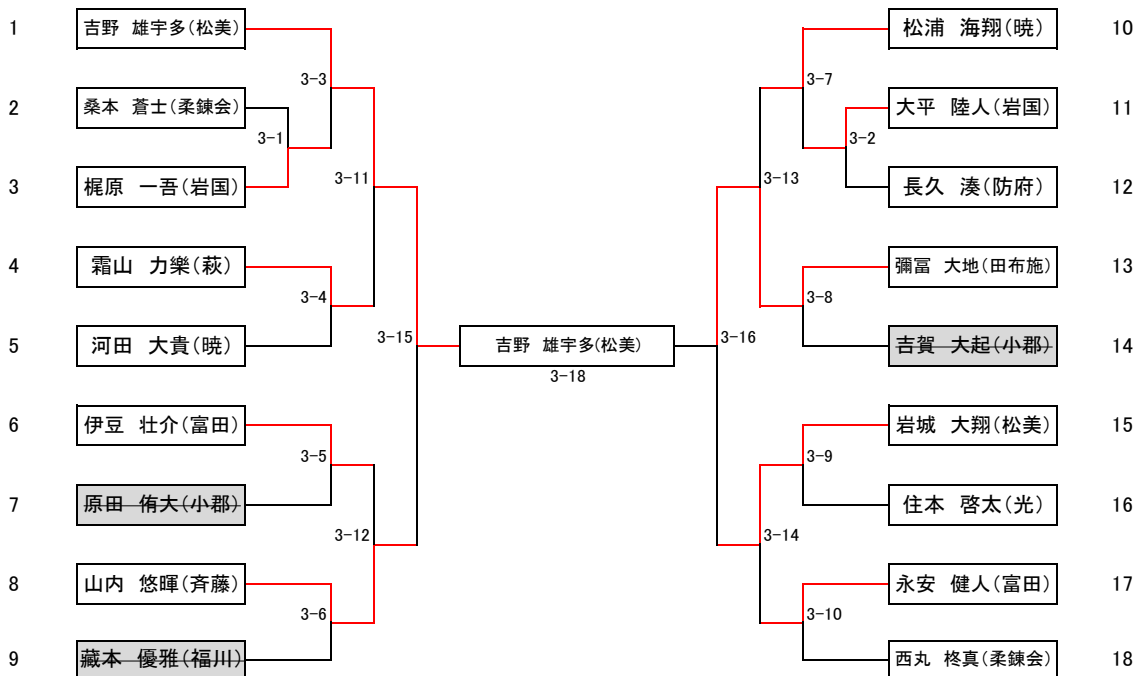 1
吉野 雄宇多(松美)
2
桑本 蒼士(柔錬会)
3
梶原 一吾(岩国)
4
霜山 力樂(萩)
5
河田 大貴(暁)
6
伊豆 壮介(富田)
7
原田 侑大(小郡)
8
山内 悠暉(斉藤)
9
藏本 優雅(福川)
3-3
3-1
3-11
3-4
3-15
3-5
3-12
3-6
吉野 雄宇多(松美)
3-18
3-7
3-2
3-13
3-8
3-16
3-9
3-14
3-10
松浦 海翔(暁)
10
大平 陸人(岩国)
11
長久 湊(防府)
12
彌冨 大地(田布施)
13
吉賀 大起(小郡)
14
岩城 大翔(松美)
15
住本 啓太(光)
16
永安 健人(富田)
17
西丸 柊真(柔錬会)
18